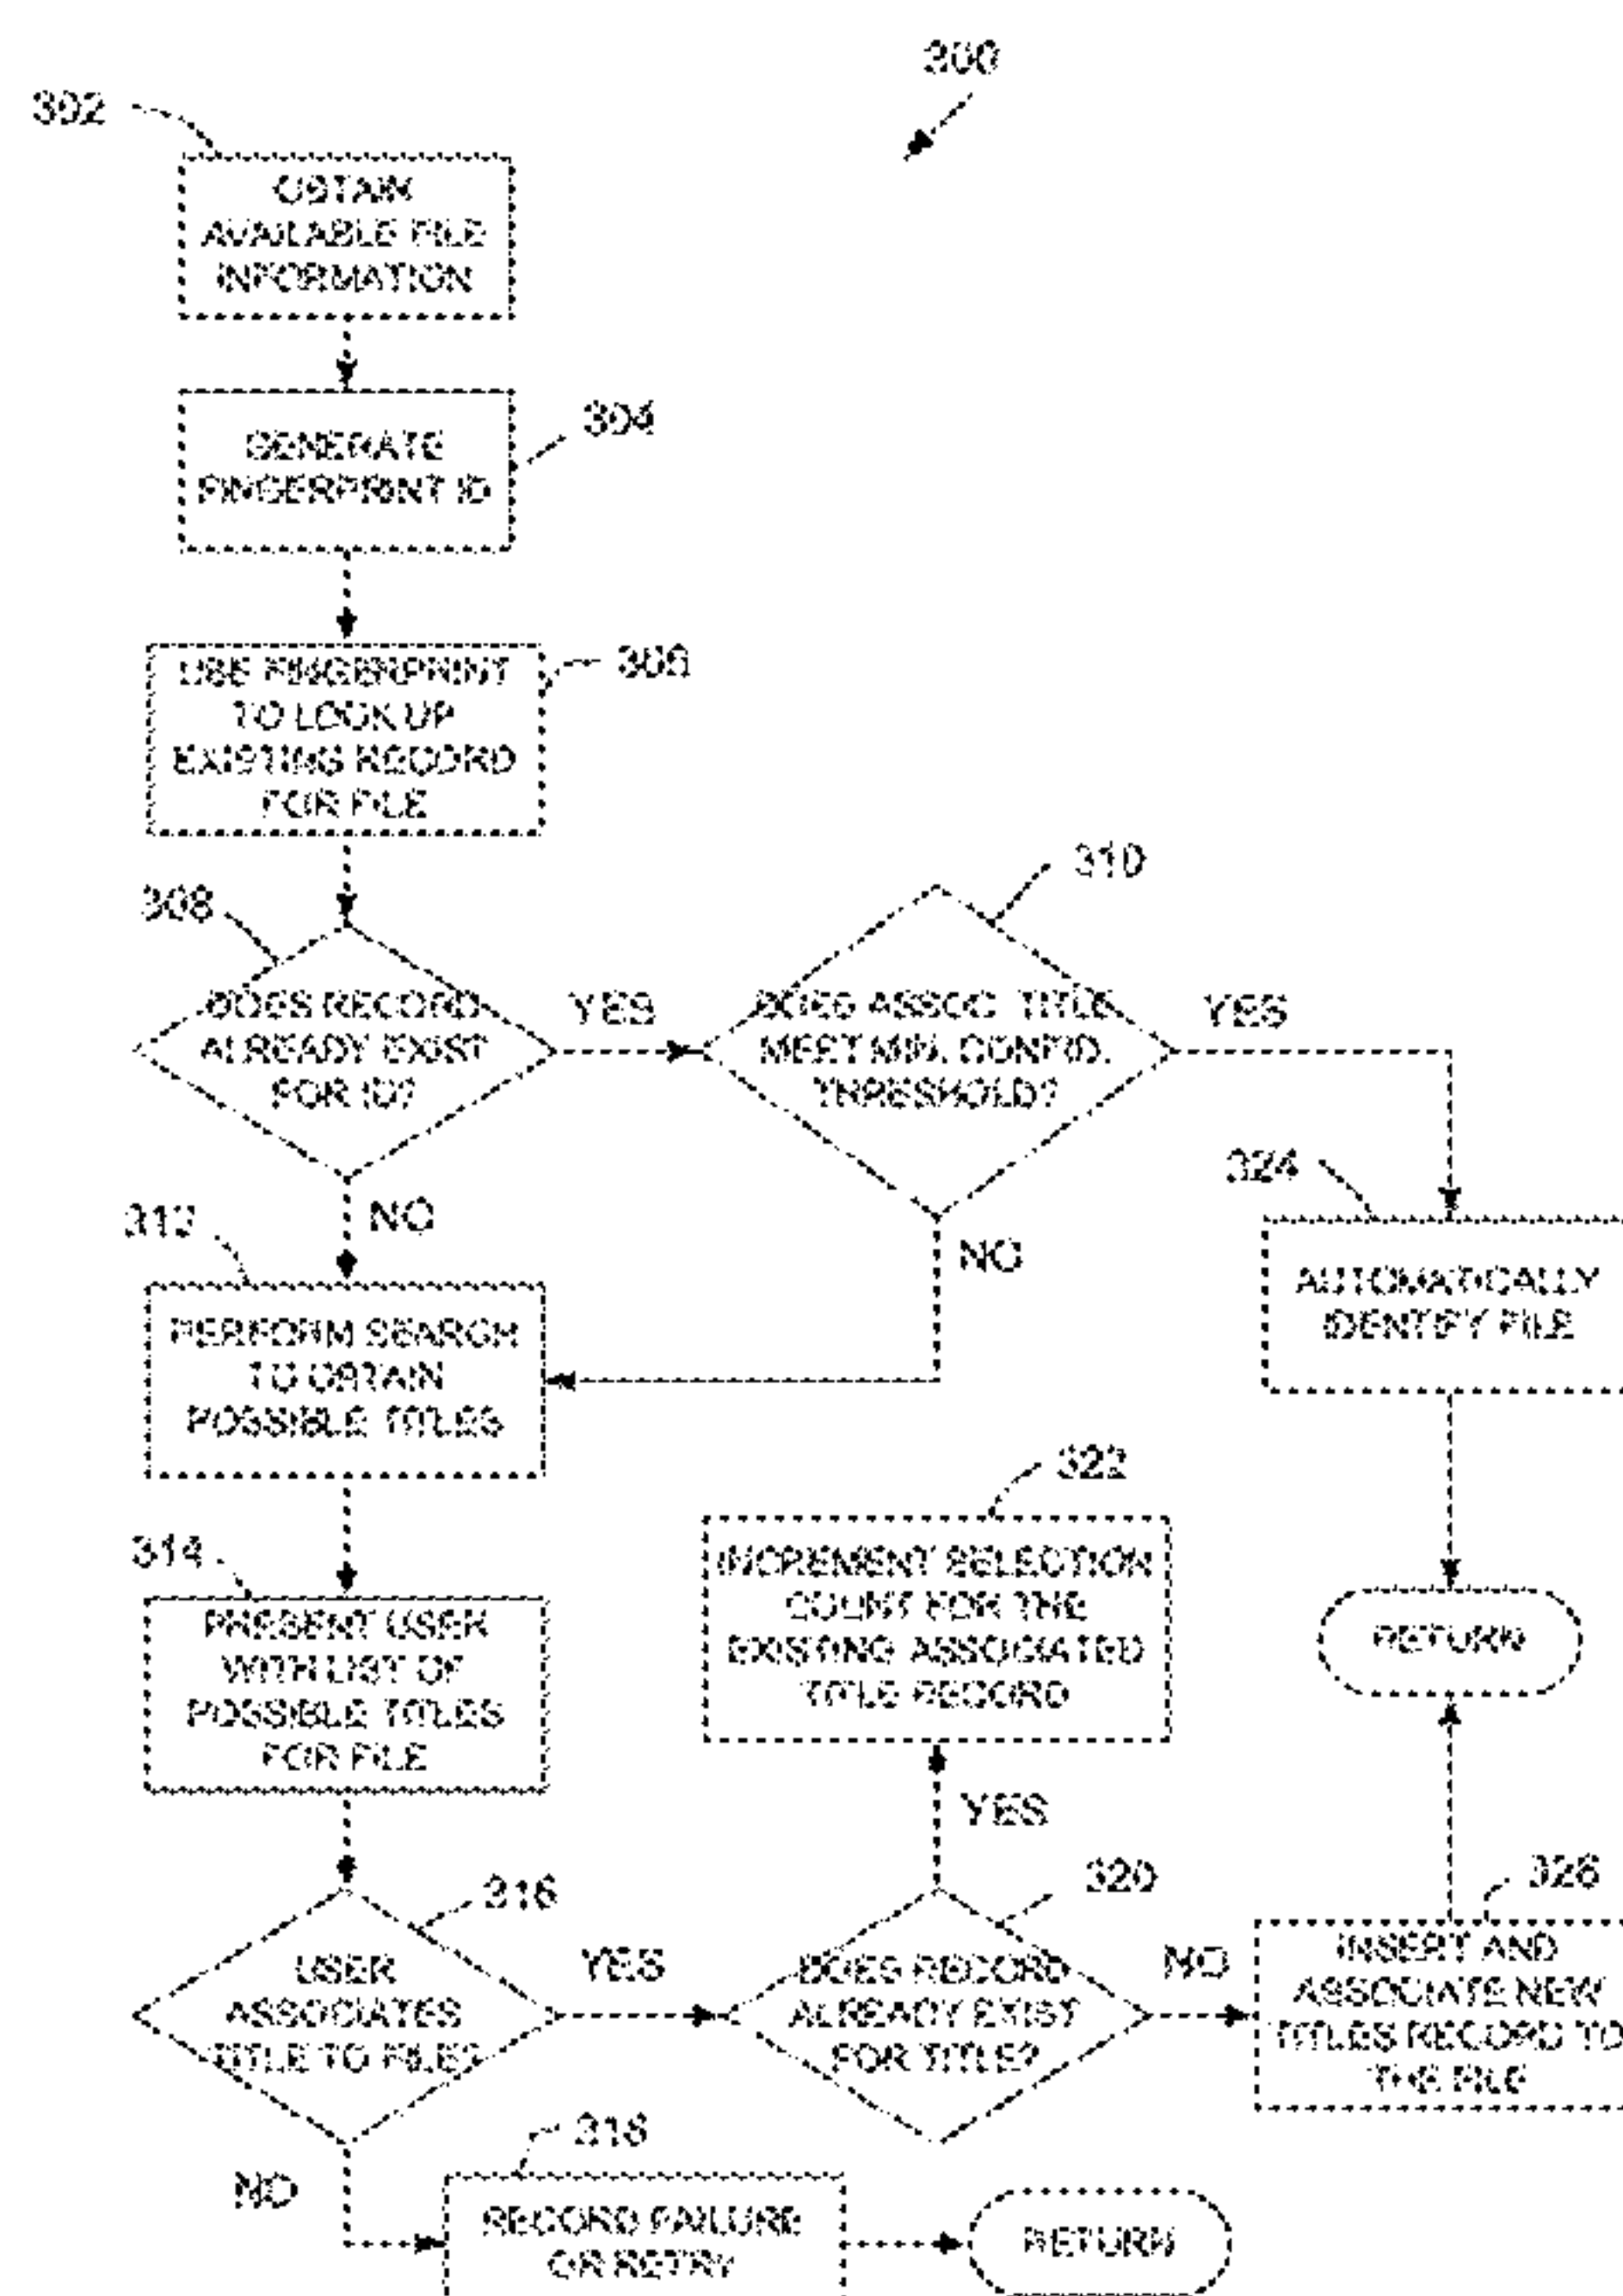 300
302
OBTAIN
AVAILABLE FILE
INFORMATION
304
GENERATE
FINGERPRINT ID
306
USE FINGERPRINT
TO LOOK UP
EXISTING RECORD
FOR FILE
308
DOES RECORD
ALREADY EXIST
FOR ID?
YES
310
DOES ASSOC. TITLE
MEET MIN. CONFID.
THRESHOLD?
YES
NO
NO
312
PERFORM SEARCH
TO OBTAIN
POSSIBLE TITLES
324
AUTOMATICALLY
IDENTIFY FILE
314
PRESENT USER
WITH LIST OF
POSSIBLE TITLES
FOR FILE
322
INCREMENT SELECTION
COUNT FOR THE
EXISTING ASSOCIATED
TITLE RECORD
RETURN
YES
316
USER
ASSOCIATES
TITLE TO FILE?
YES
320
DOES RECORD
ALREADY EXIST
FOR TITLE?
NO
326
INSERT AND
ASSOCIATE NEW
TITLES RECORD TO
THE FILE
NO
318
RECORD FAILURE
OR RETRY
RETURN